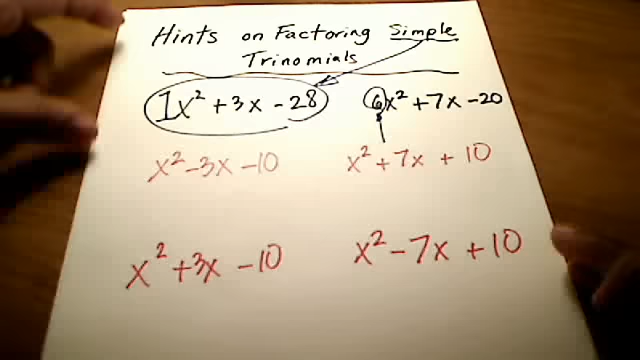 Hints on Factoring Simple
Trinomials
1x² + 3x - 28 6x² + 7x - 20
x² - 3x - 10 x² + 7x + 10
x² + 3x - 10 x² - 7x + 10